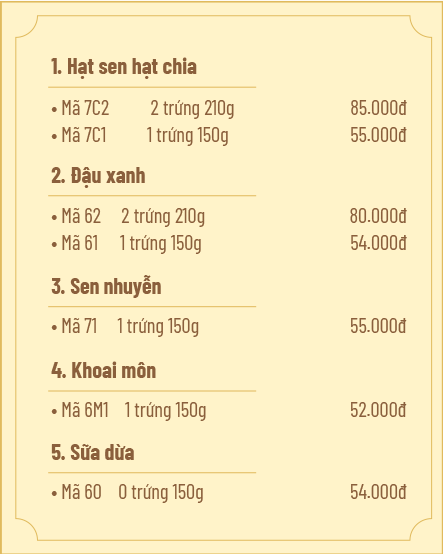 1. Hạt sen hạt chia
• Mã 7C2 2 trứng 210g 85.000đ
• Mã 7C1 1 trứng 150g 55.000đ
2. Đậu xanh
• Mã 62 2 trứng 210g 80.000đ
• Mã 61 1 trứng 150g 54.000đ
3. Sen nhuyễn
• Mã 71 1 trứng 150g 55.000đ
4. Khoai môn
• Mã 6M1 1 trứng 150g 52.000đ
5. Sữa dừa
• Mã 60 0 trứng 150g 54.000đ